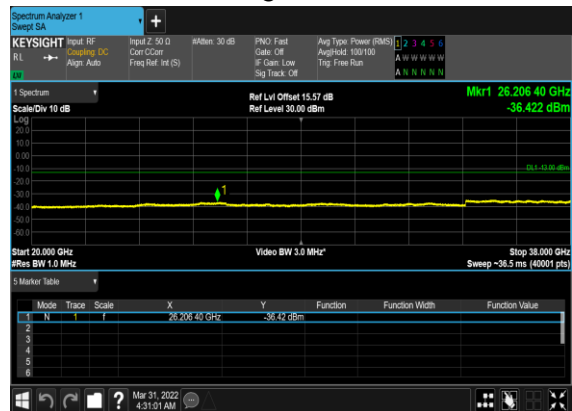 Spectrum Analyzer 1
Swept SA
+
KEYSIGHT Input: RF Input Z: 50 Ω #Atten: 30 dB PNO: Fast Avg Type: Power (RMS) 1 2 3 4 5 6
RL Coupling: DC Corr CCorr Gate: Off Avg|Hold: 100/100 A W W W W W
Align: Auto Freq Ref: Int (S) IF Gain: Low Trig: Free Run
Sig Track: Off A N N N N N
1 Spectrum Ref Lvl Offset 15.57 dB Mkr1 26.206 40 GHz
Scale/Div 10 dB Ref Level 30.00 dBm -36.422 dBm
Log
20.0
10.0
0.00
-10.0 DL1 -13.00 dBm
-20.0
-30.0 1
-40.0
-50.0
-60.0
Start 20.000 GHz Video BW 3.0 MHz* Stop 38.000 GHz
#Res BW 1.0 MHz Sweep ~36.5 ms (40001 pts)
5 Marker Table
Mode Trace Scale X Y Function Function Width Function Value
1 N 1 f 26.206 40 GHz -36.42 dBm
2
3
4
5
6
? Mar 31, 2022
4:31:01 AM